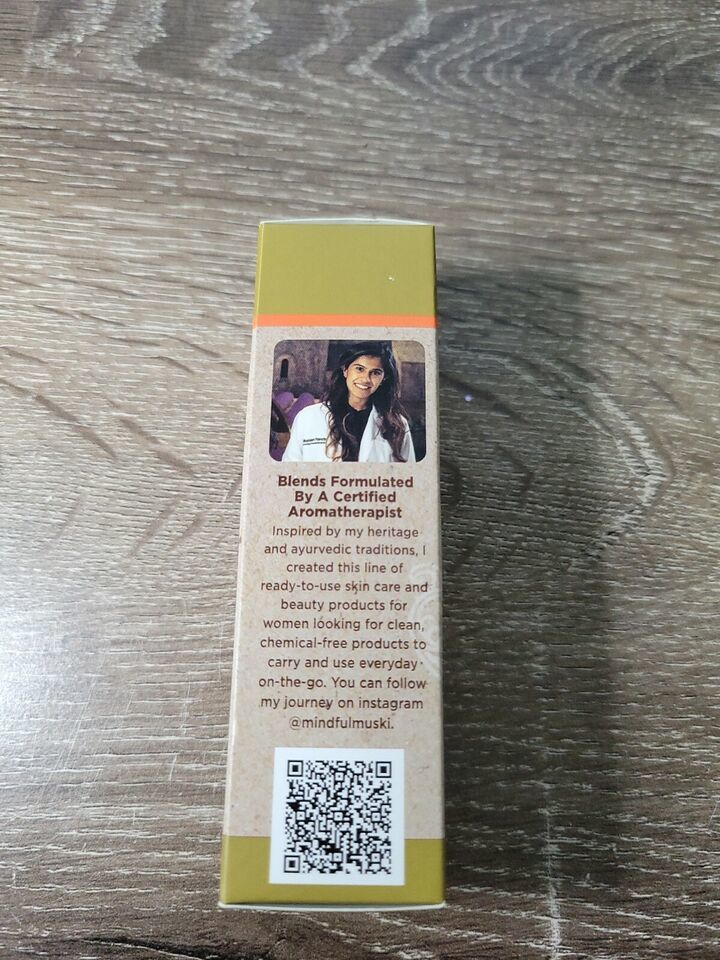 Blends Formulated
By A Certified
Aromatherapist
Inspired by my heritage
and ayurvedic traditions, I
created this line of
ready-to-use skin care and
beauty products for
women looking for clean,
chemical-free products to
carry and use everyday
on-the-go. You can follow
my journey on instagram
@mindfulmuski.